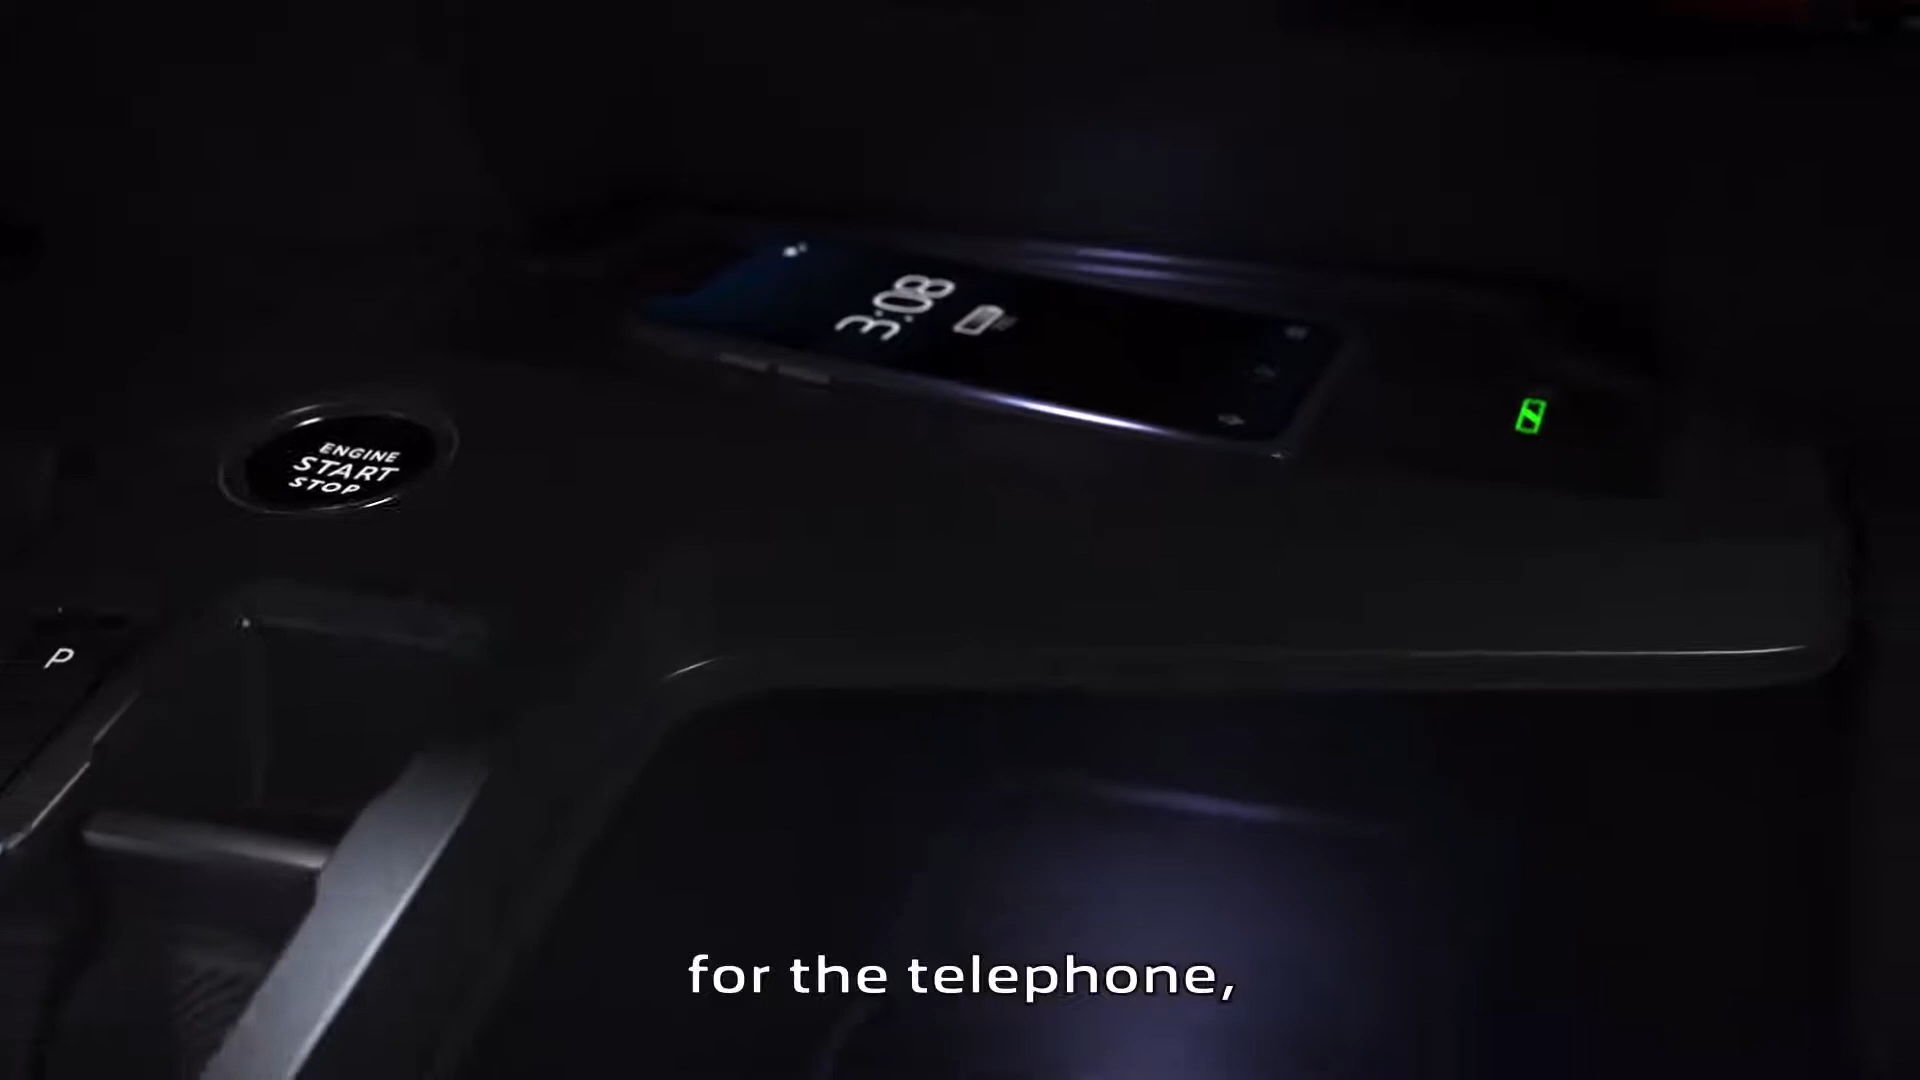 3:08
ENGINE
START
STOP
P
for the telephone,